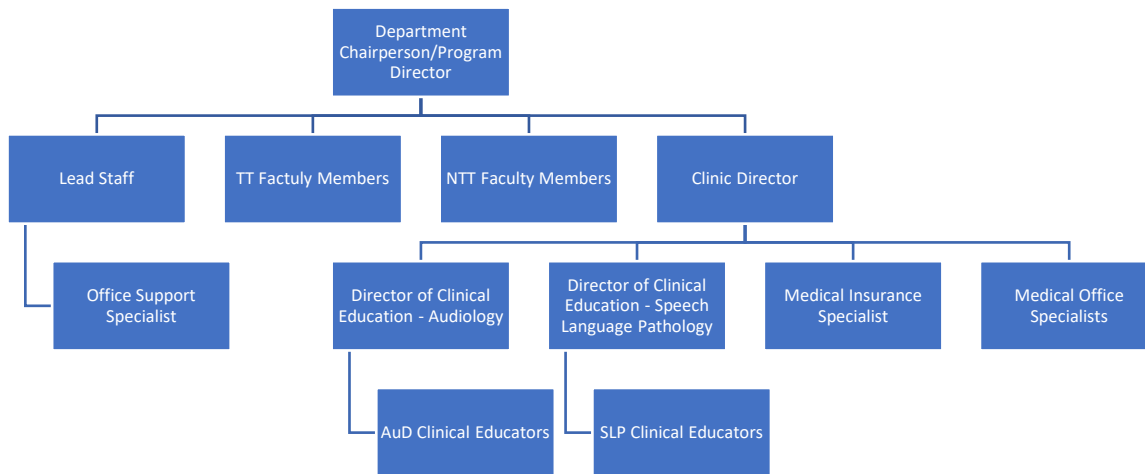 Department
Chairperson/Program
Director
Lead Staff
TT Factuly Members
NTT Faculty Members
Clinic Director
Office Support
Specialist
Director of Clinical
Education - Audiology
Director of Clinical
Education - Speech
Language Pathology
Medical Insurance
Specialist
Medical Office
Specialists
AuD Clinical Educators
SLP Clinical Educators